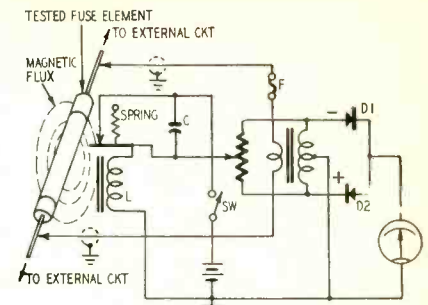 TESTED FUSE ELEMENT
TO EXTERNAL CKT
MAGNETIC
FLUX
F
SPRING
C
- D1
L
SW
+
D2
TO EXTERNAL CKT